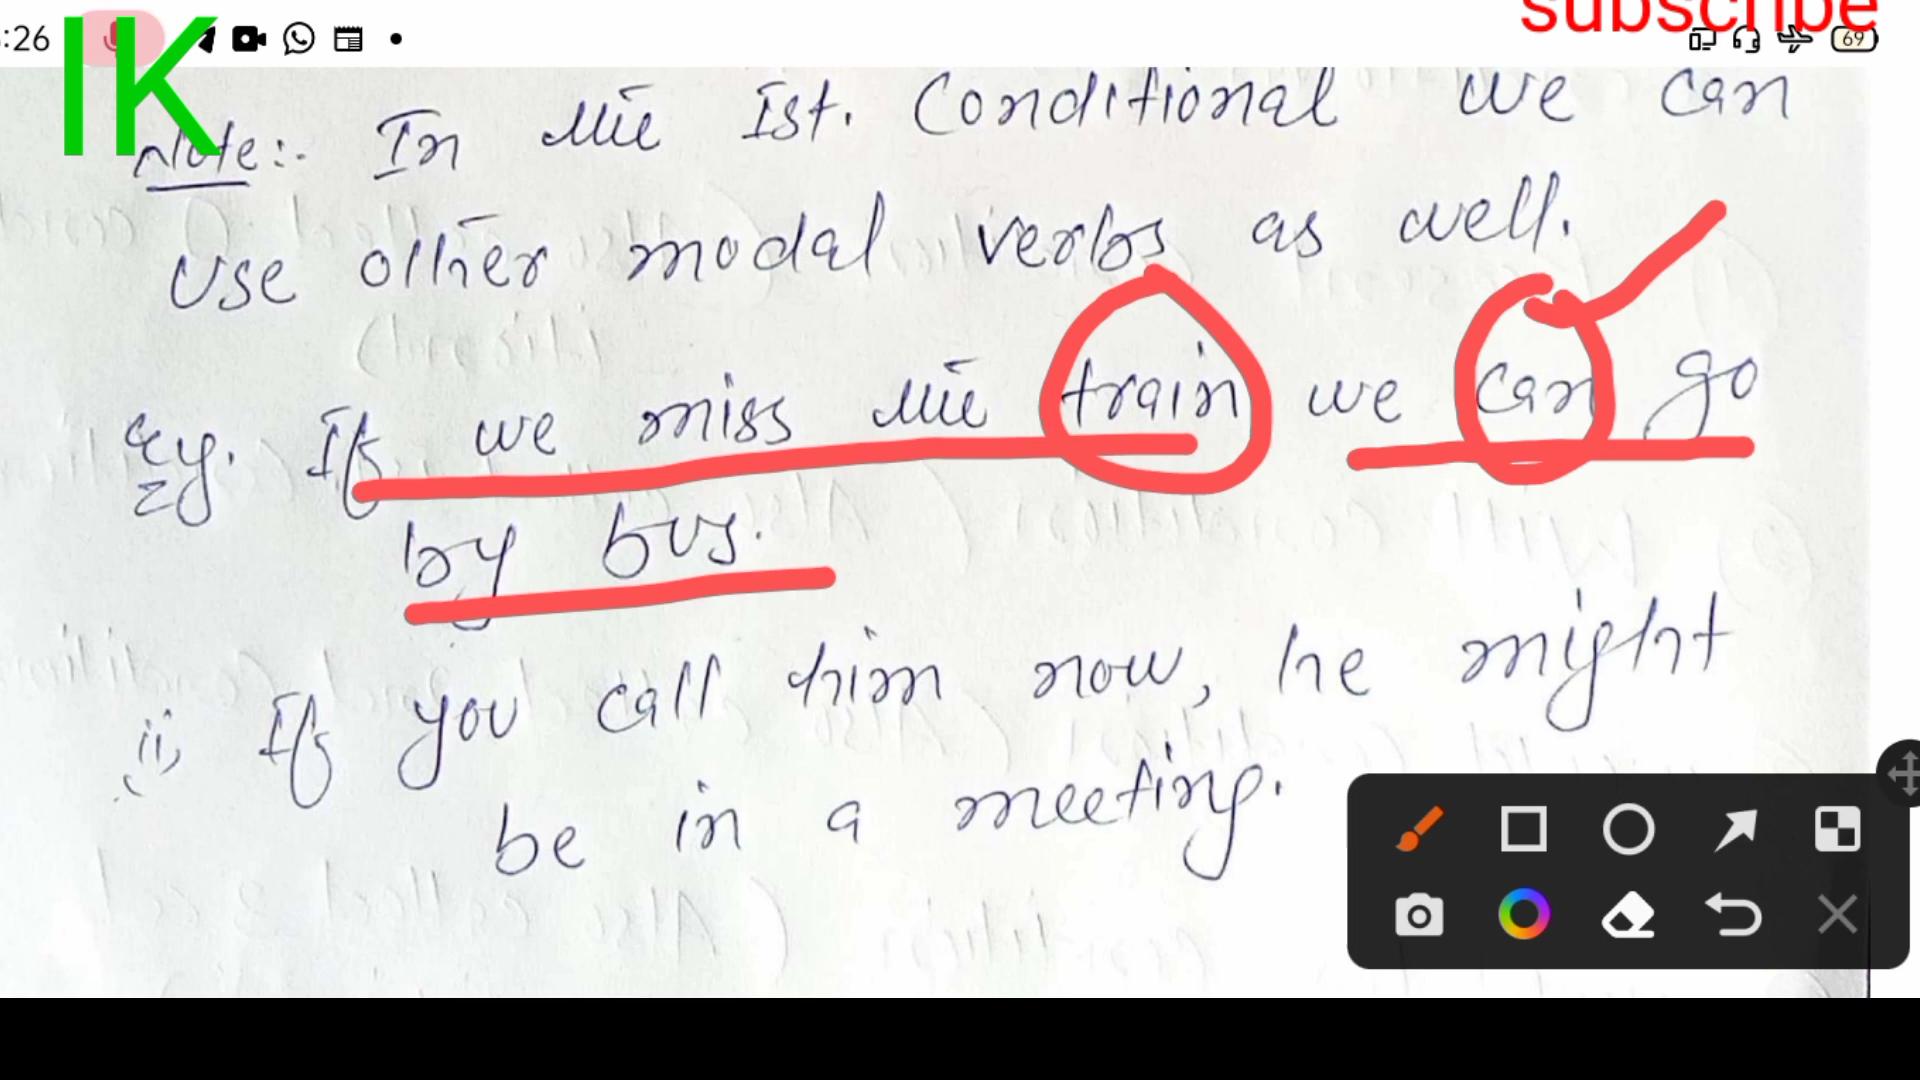 :26
IK
subscribe
69
Note:- In the Ist. Conditional we can
Use other modal verbs as well.
eg. If we miss the train we can go
by bus.
ii, If you call him now, he might
be in a meeting.